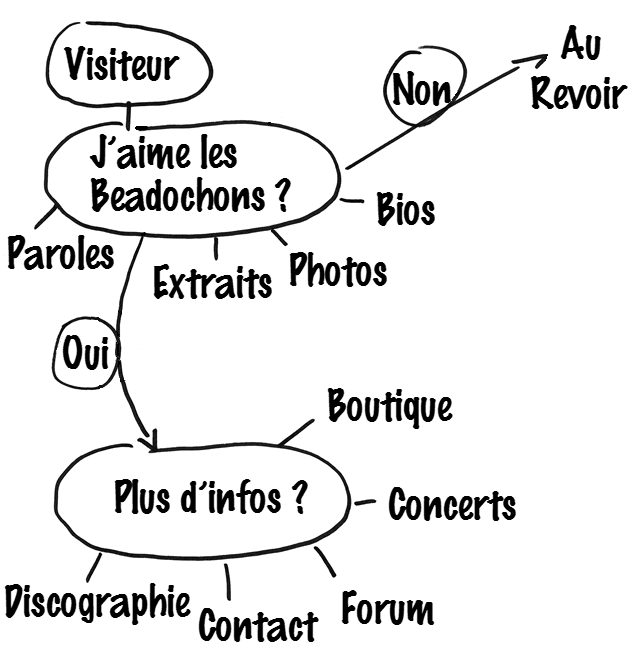 Visiteur
Non
Au
Revoir
J'aime les
Beadochons ?
Bios
Paroles
Extraits
Photos
Oui
Boutique
Plus d'infos ?
Concerts
Discographie
Contact
Forum